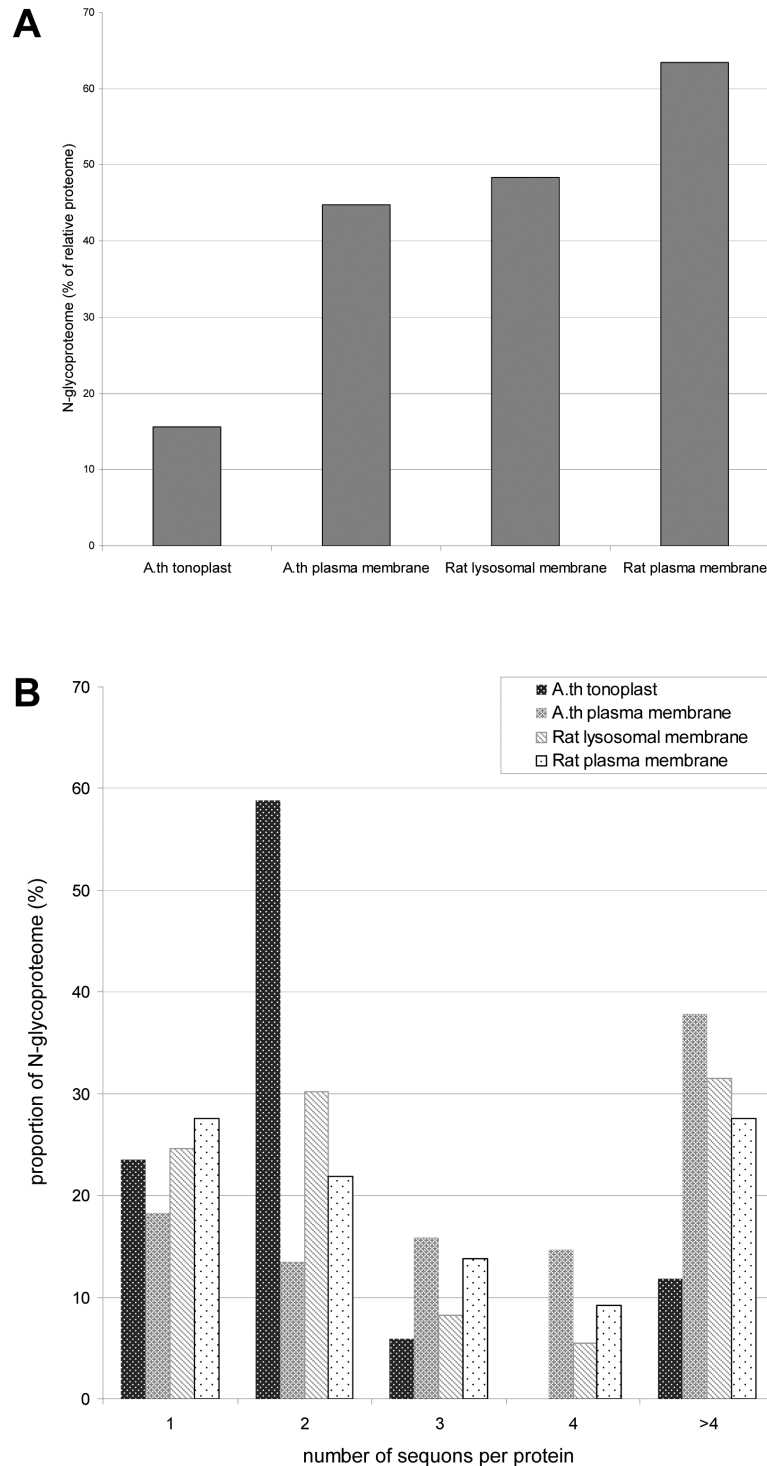 A
70
60
50
40
30
20
10
0
N-glycoproteome (% of relative proteome)
A.th tonoplast
A.th plasma membrane
Rat lysosomal membrane
Rat plasma membrane
B
A.th tonoplast
A.th plasma membrane
Rat lysosomal membrane
Rat plasma membrane
70
60
50
40
30
20
10
0
proportion of N-glycoproteome (%)
1
2
3
4
>4
number of sequons per protein